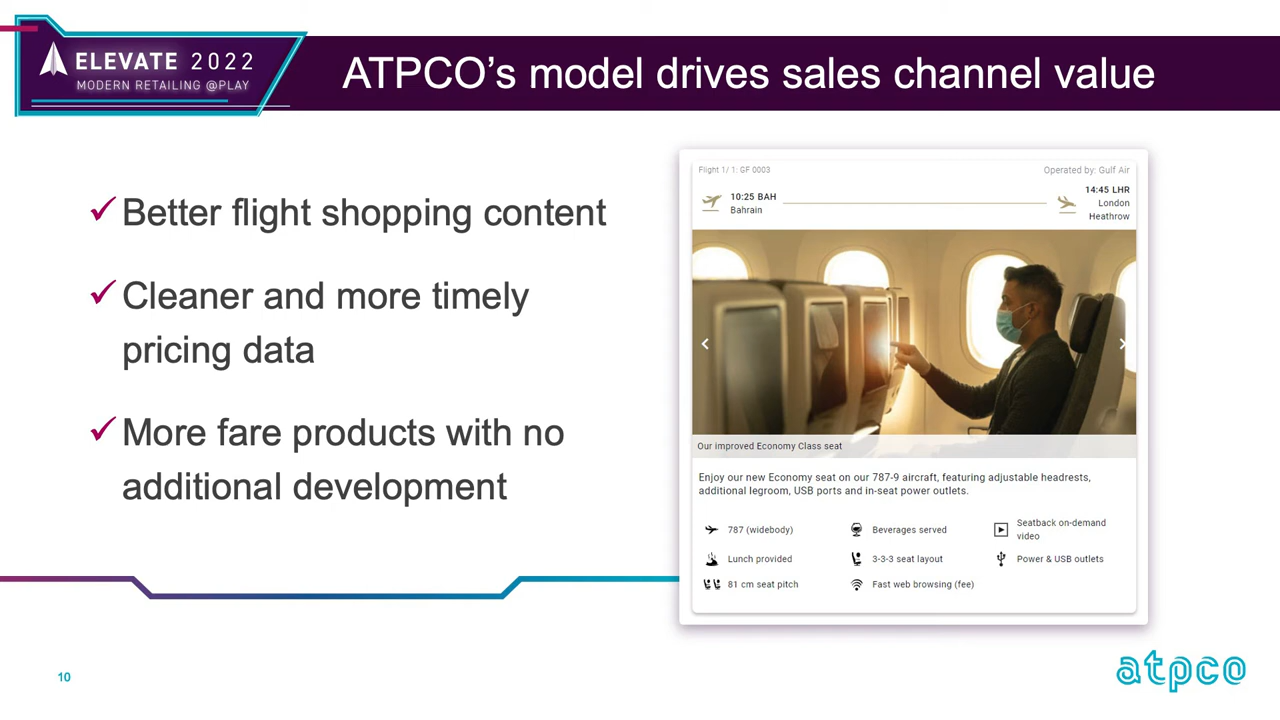 ELEVATE 2022
MODERN RETAILING @PLAY
ATPCO’s model drives sales channel value
Better flight shopping content
Cleaner and more timely
pricing data
More fare products with no
additional development
Flight 1/ 1: GF 0003
Operated by: Gulf Air
10:25 BAH
Bahrain
14:45 LHR
London
Heathrow
Our improved Economy Class seat
Enjoy our new Economy seat on our 787-9 aircraft, featuring adjustable headrests,
additional legroom, USB ports and in-seat power outlets.
787 (widebody)
Beverages served
Seatback on-demand
video
Lunch provided
3-3-3 seat layout
Power & USB outlets
81 cm seat pitch
Fast web browsing (fee)
10
atpco